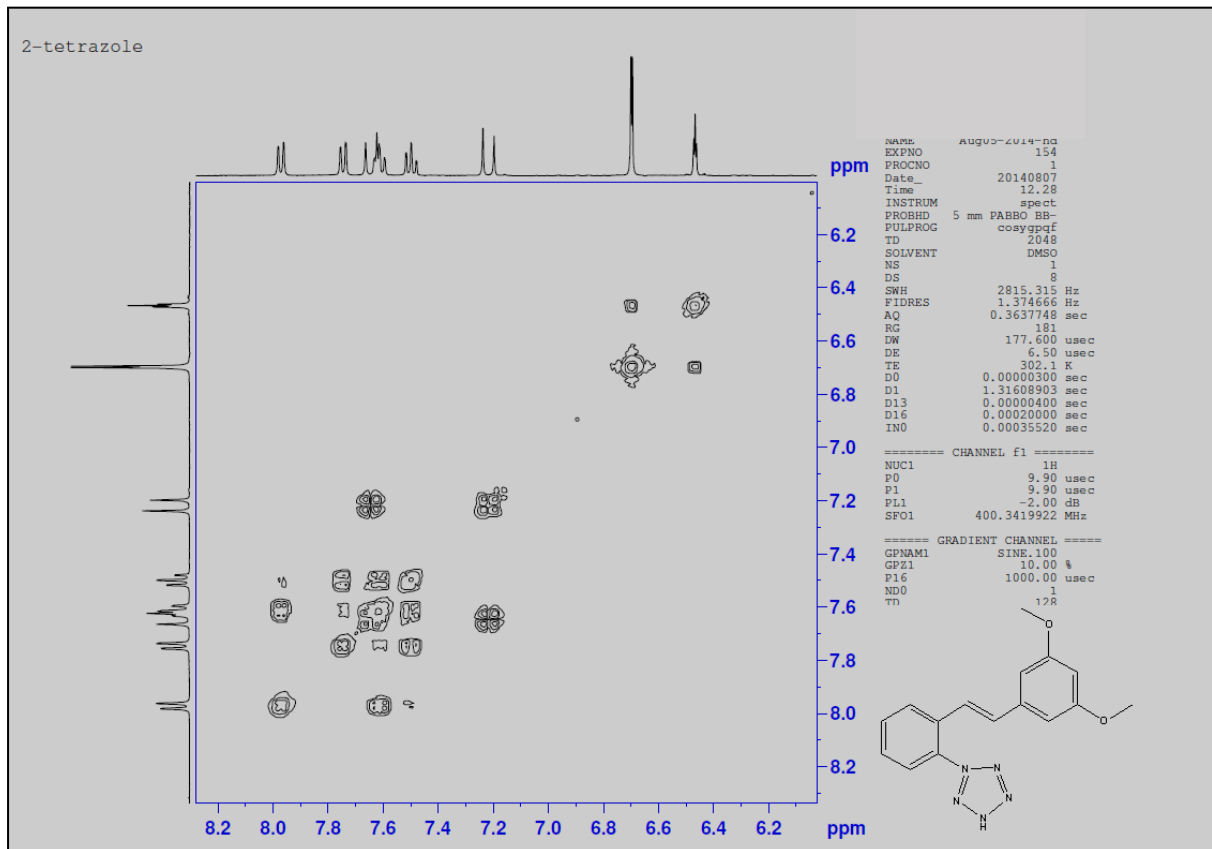 2-tetrazole
ppm
NAME Aug05-2014-hd
EXPNO 154
PROCNO 1
Date_ 20140807
Time 12.28
INSTRUM spect
PROBHD 5 mm PABBO BB-
PULPROG cosygpqf
TD 2048
SOLVENT DMSO
NS 1
DS 8
SWH 2815.315 Hz
FIDRES 1.374666 Hz
AQ 0.3637748 sec
RG 181
DW 177.600 usec
DE 6.50 usec
TE 302.1 K
D0 0.00000300 sec
D1 1.31608903 sec
D13 0.00000400 sec
D16 0.00020000 sec
IN0 0.00035520 sec
======== CHANNEL f1 ========
NUC1 1H
P0 9.90 usec
P1 9.90 usec
PL1 -2.00 dB
SFO1 400.3419922 MHz
====== GRADIENT CHANNEL =====
GPNAM1 SINE.100
GPZ1 10.00 %
P16 1000.00 usec
ND0 1
TD 128
6.2
6.4
6.6
6.8
7.0
7.2
7.4
7.6
7.8
8.0
8.2
8.2 8.0 7.8 7.6 7.4 7.2 7.0 6.8 6.6 6.4 6.2 ppm
O
O
N N
N N
N
H